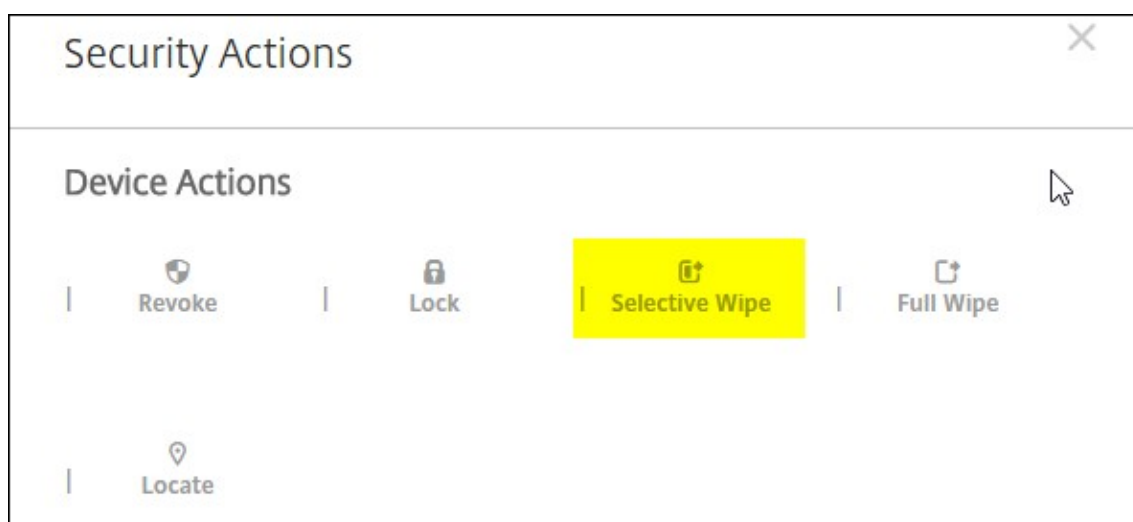 Security Actions
Device Actions
Revoke Lock Selective Wipe Full Wipe
Locate